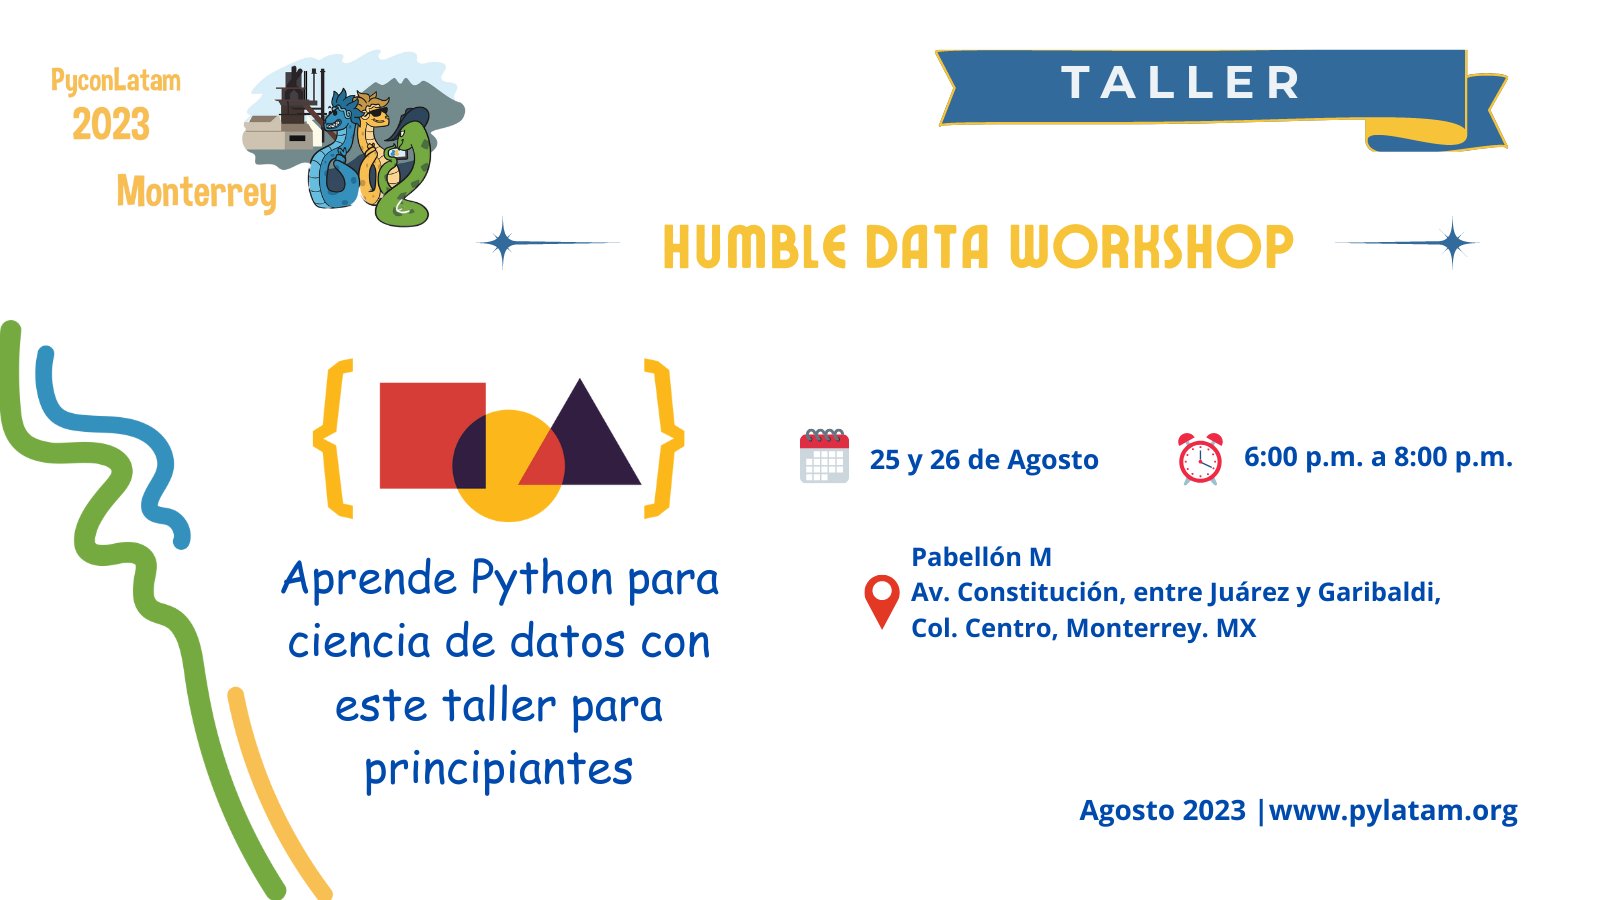 PyconLatam
2023
Monterrey
TALLER
HUMBLE DATA WORKSHOP
Aprende Python para
ciencia de datos con
este taller para
principiantes
25 y 26 de Agosto
6:00 p.m. a 8:00 p.m.
Pabellón M
Av. Constitución, entre Juárez y Garibaldi,
Col. Centro, Monterrey. MX
Agosto 2023 |www.pylatam.org